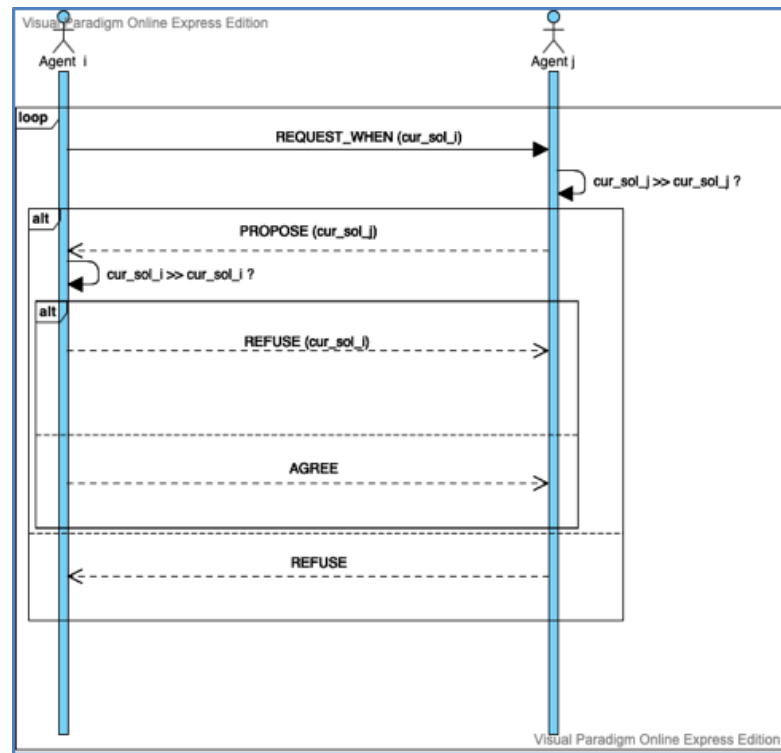 Visual Paradigm Online Express Edition
Agent i
Agent j
loop
REQUEST_WHEN (cur_sol_i)
cur_sol_j >> cur_sol_j ?
alt
PROPOSE (cur_sol_j)
cur_sol_i >> cur_sol_i ?
alt
REFUSE (cur_sol_i)
AGREE
REFUSE
Visual Paradigm Online Express Edition